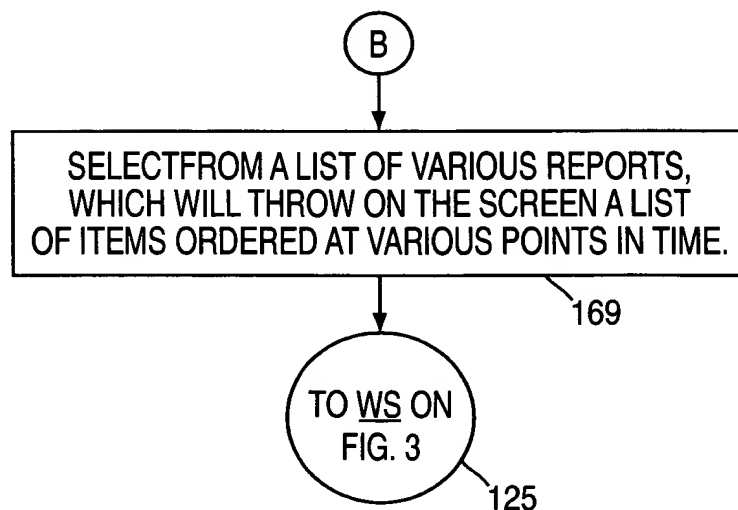 B
SELECTFROM A LIST OF VARIOUS REPORTS,
WHICH WILL THROW ON THE SCREEN A LIST
OF ITEMS ORDERED AT VARIOUS POINTS IN TIME.
169
TO WS ON
FIG. 3
125